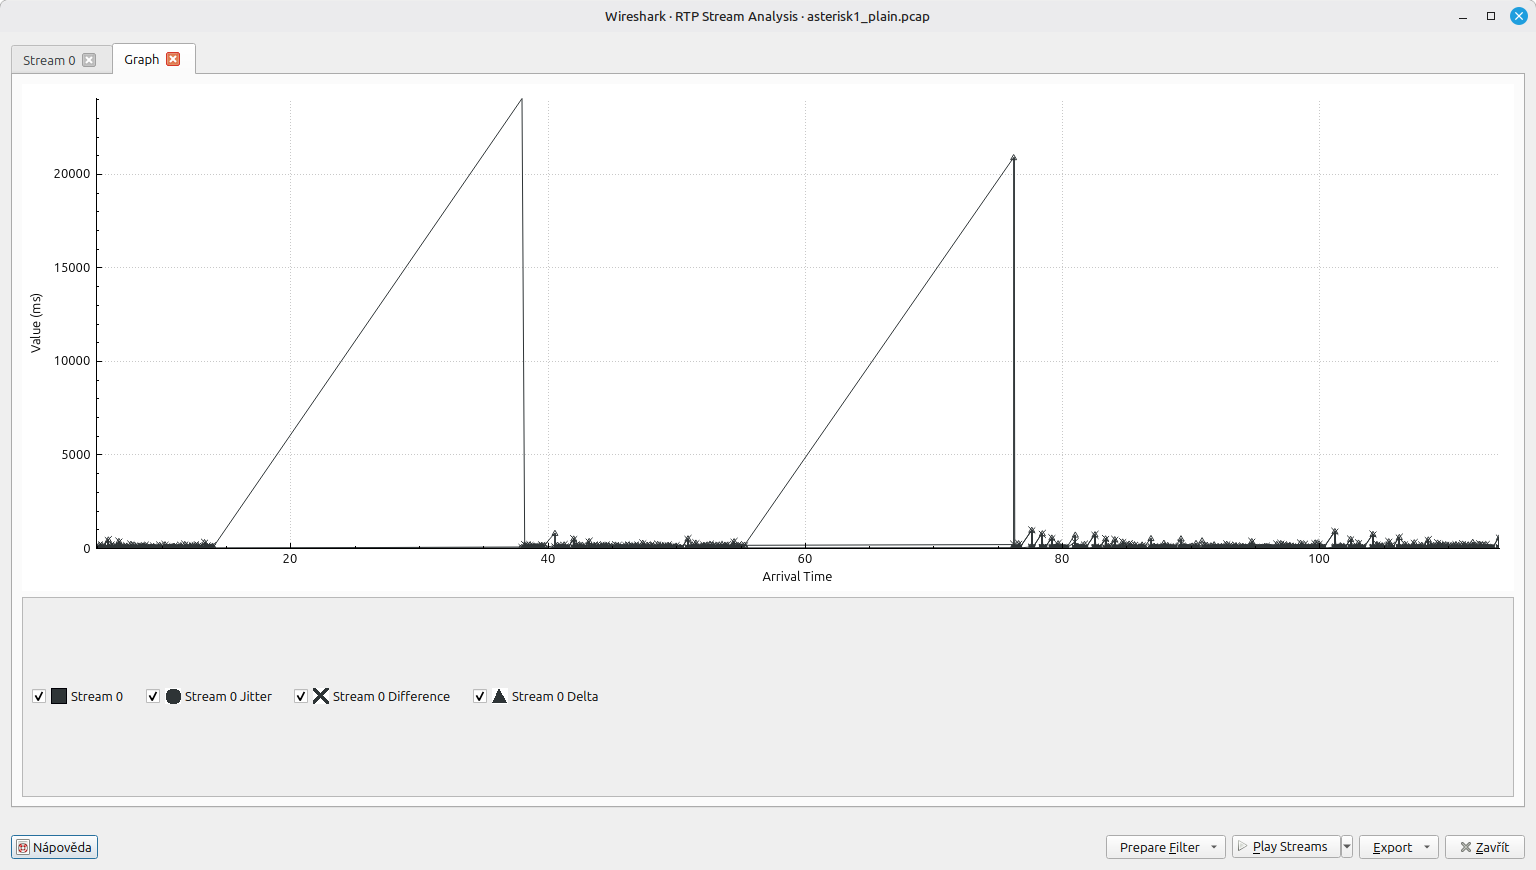 Wireshark · RTP Stream Analysis · asterisk1_plain.pcap
Stream 0
Graph
20000
15000
10000
5000
0
Value (ms)
20
40
60
80
100
Arrival Time
Stream 0
Stream 0 Jitter
Stream 0 Difference
Stream 0 Delta
Nápověda
Prepare Filter
Play Streams
Export
Zavřít